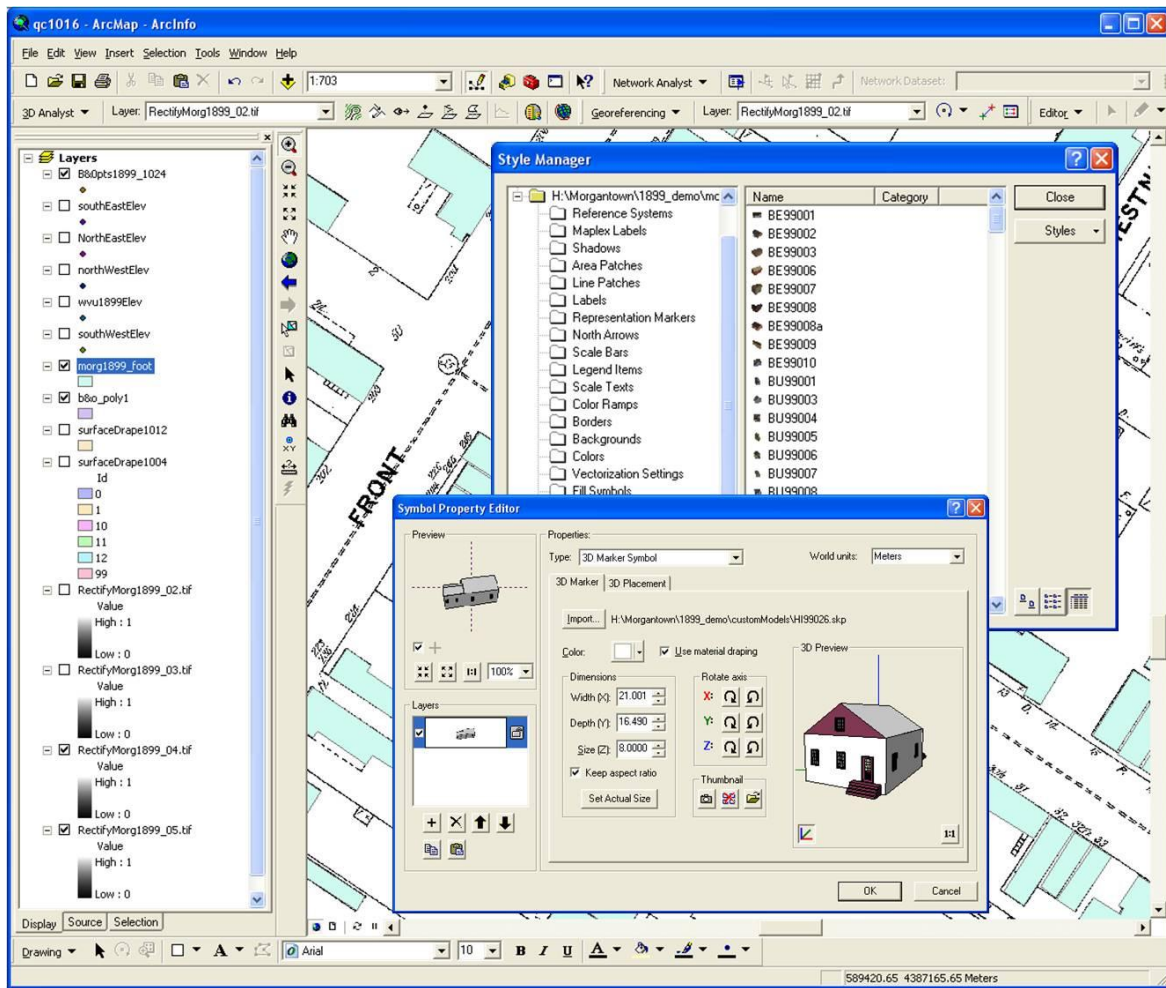 qc1016 - ArcMap - ArcInfo
File Edit View Insert Selection Tools Window Help
1:703
Network Analyst
Network Dataset:
3D Analyst
Layer: RectifyMorg1899_02.tif
Georeferencing
Layer: RectifyMorg1899_02.tif
Editor
Layers
B&Opts1899_1024
southEastElev
NorthEastElev
northWestElev
wvu1899Elev
southWestElev
morg1899_foot
b&o_poly1
surfaceDrape1012
surfaceDrape1004
Id
0
1
10
11
12
99
RectifyMorg1899_02.tif
Value
High : 1
Low : 0
RectifyMorg1899_03.tif
Value
High : 1
Low : 0
RectifyMorg1899_04.tif
Value
High : 1
Low : 0
RectifyMorg1899_05.tif
Value
High : 1
Low : 0
Display Source Selection
FRONT
Style Manager
H:\Morgantown\1899_demo\mc
Reference Systems
Maplex Labels
Shadows
Area Patches
Line Patches
Labels
Representation Markers
North Arrows
Scale Bars
Legend Items
Scale Texts
Color Ramps
Borders
Backgrounds
Colors
Vectorization Settings
Fill Symbols
Name Category
BE99001
BE99002
BE99003
BE99006
BE99007
BE99008
BE99008a
BE99009
BE99010
BU99001
BU99003
BU99004
BU99005
BU99006
BU99007
BU99008
Close
Styles
Symbol Property Editor
Preview
100%
Layers
Properties:
Type: 3D Marker Symbol
World units: Meters
3D Marker 3D Placement
Import... H:\Morgantown\1899_demo\customModels\HI99026.skp
Color:
Use material draping
Dimensions
Width (X): 21.001
Depth (Y): 16.490
Size (Z): 8.0000
Keep aspect ratio
Set Actual Size
Rotate axis
X:
Y:
Z:
Thumbnail
3D Preview
1:1
OK Cancel
Drawing
Arial
10
B I U A
589420.65 4387165.65 Meters